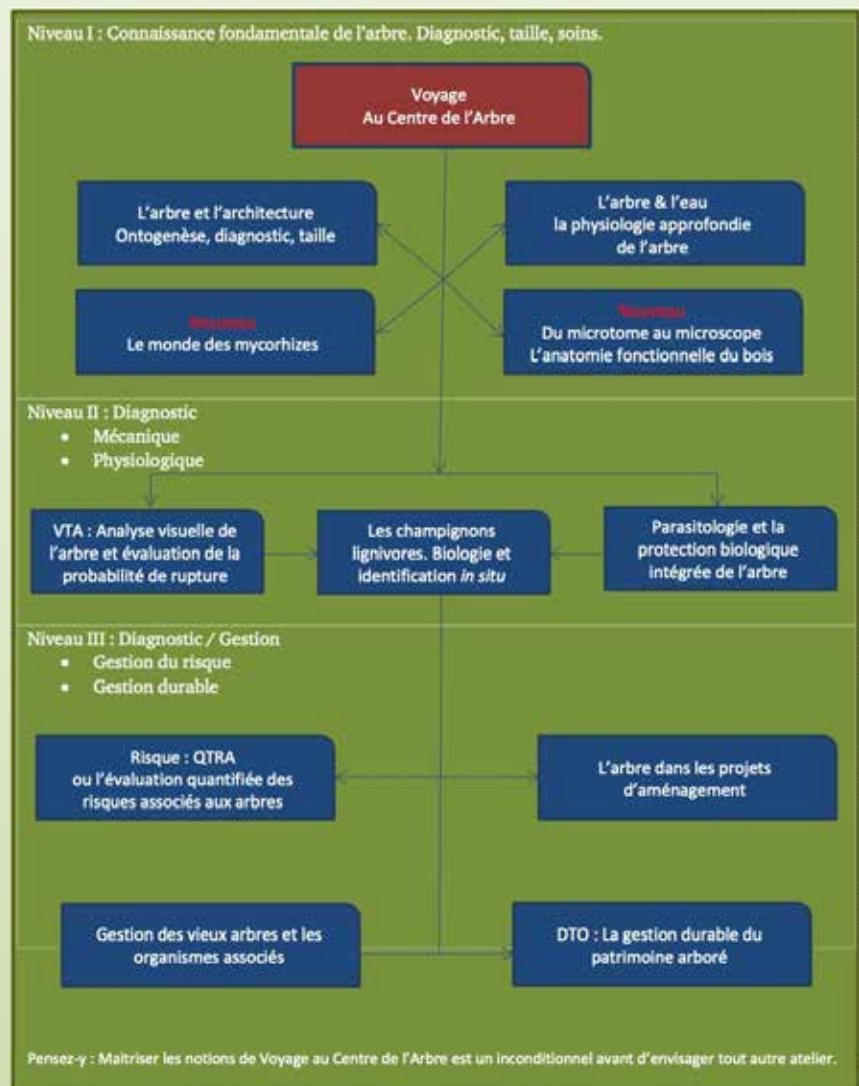 Niveau I : Connaissance fondamentale de l'arbre. Diagnostic, taille, soins.
Voyage
Au Centre de l'Arbre
L'arbre et l'architecture
Ontogenèse, diagnostic, taille
L'arbre & l'eau
la physiologie approfondie
de l'arbre
Nouveau
Le monde des mycorhizes
Nouveau
Du microtome au microscope
L'anatomie fonctionnelle du bois
Niveau II : Diagnostic
• Mécanique
• Physiologique
VTA : Analyse visuelle de
l'arbre et évaluation de la
probabilité de rupture
Les champignons
lignivores. Biologie et
identification in situ
Parasitologie et la
protection biologique
intégrée de l'arbre
Niveau III : Diagnostic / Gestion
• Gestion du risque
• Gestion durable
Risque : QTRA
ou l'évaluation quantifiée des
risques associés aux arbres
L'arbre dans les projets
d'aménagement
Gestion des vieux arbres et les
organismes associés
DTO : La gestion durable du
patrimoine arboré
Pensez-y : Maitriser les notions de Voyage au Centre de l'Arbre est un inconditionnel avant d'envisager tout autre atelier.